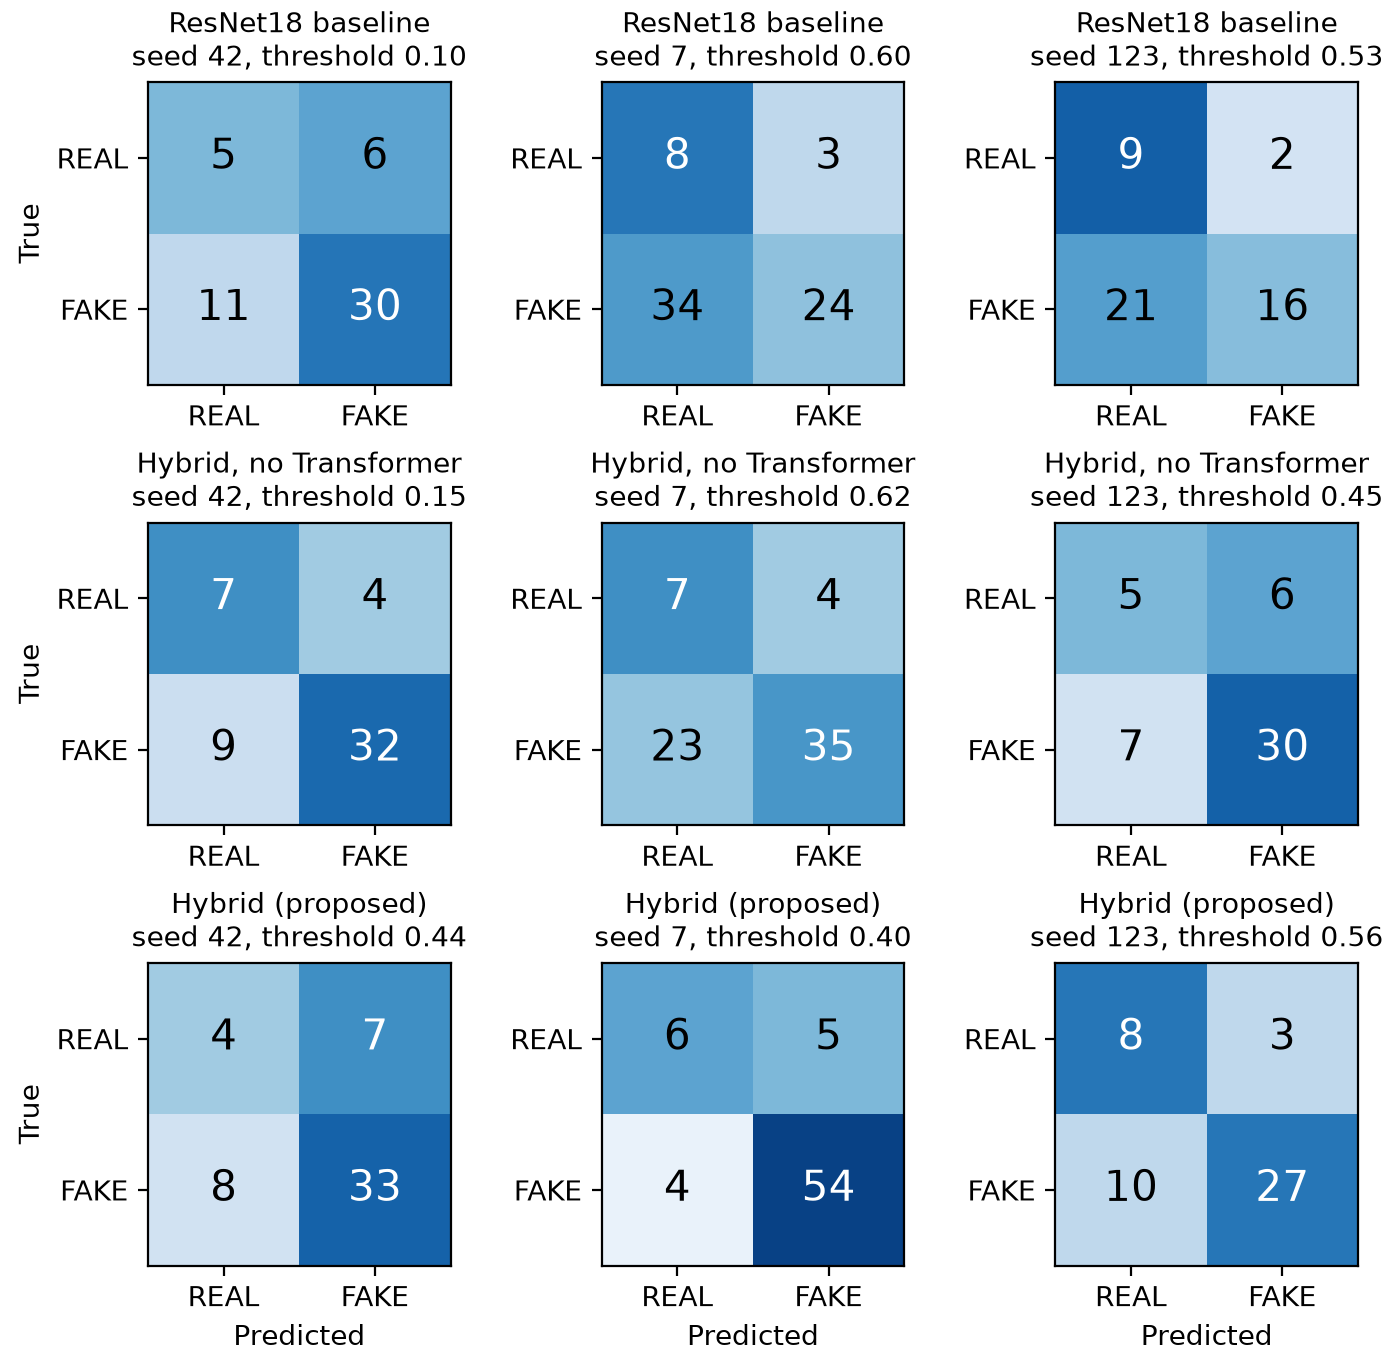 ResNet18 baseline
seed 42, threshold 0.10
ResNet18 baseline
seed 7, threshold 0.60
ResNet18 baseline
seed 123, threshold 0.53
True
REAL
5 6
REAL
8 3
REAL
9 2
FAKE
11 30
FAKE
34 24
FAKE
21 16
REAL FAKE
REAL FAKE
REAL FAKE
Hybrid, no Transformer
seed 42, threshold 0.15
Hybrid, no Transformer
seed 7, threshold 0.62
Hybrid, no Transformer
seed 123, threshold 0.45
True
REAL
7 4
REAL
7 4
REAL
5 6
FAKE
9 32
FAKE
23 35
FAKE
7 30
REAL FAKE
REAL FAKE
REAL FAKE
Hybrid (proposed)
seed 42, threshold 0.44
Hybrid (proposed)
seed 7, threshold 0.40
Hybrid (proposed)
seed 123, threshold 0.56
True
REAL
4 7
REAL
6 5
REAL
8 3
FAKE
8 33
FAKE
4 54
FAKE
10 27
REAL FAKE
REAL FAKE
REAL FAKE
Predicted
Predicted
Predicted